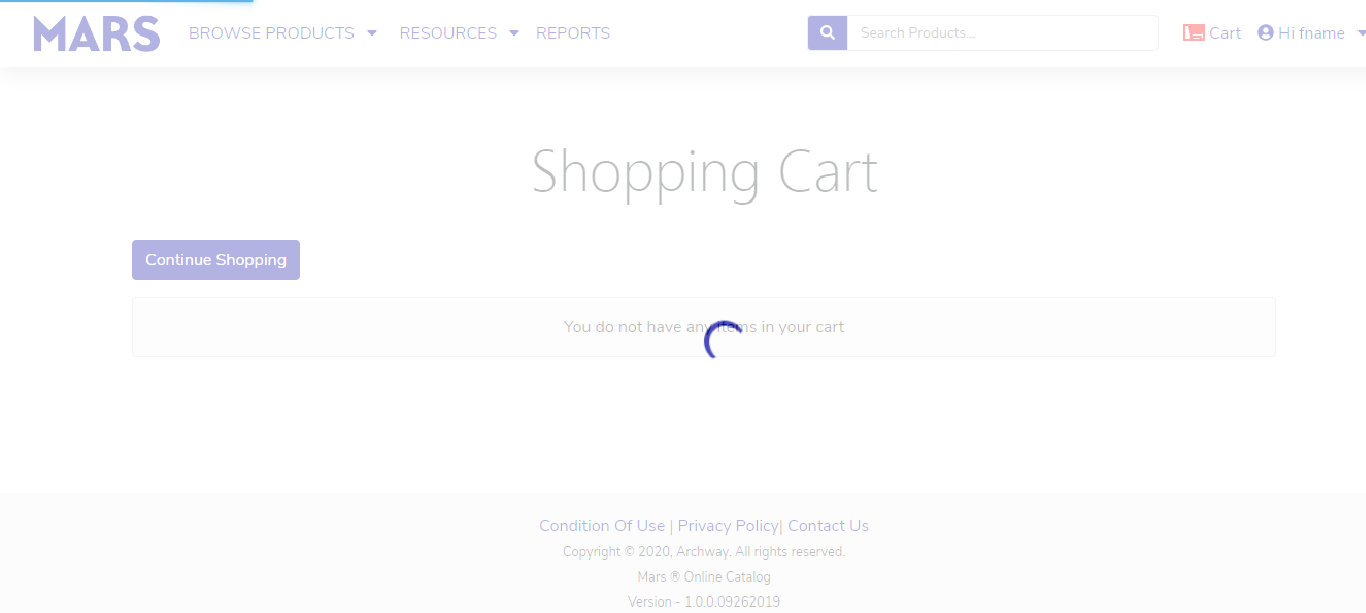 MARS BROWSE PRODUCTS RESOURCES REPORTS Search Products... Cart Hi fname
Shopping Cart
Continue Shopping
You do not have any items in your cart
Condition Of Use | Privacy Policy| Contact Us
Copyright © 2020, Archway. All rights reserved.
Mars ® Online Catalog
Version - 1.0.0.09262019